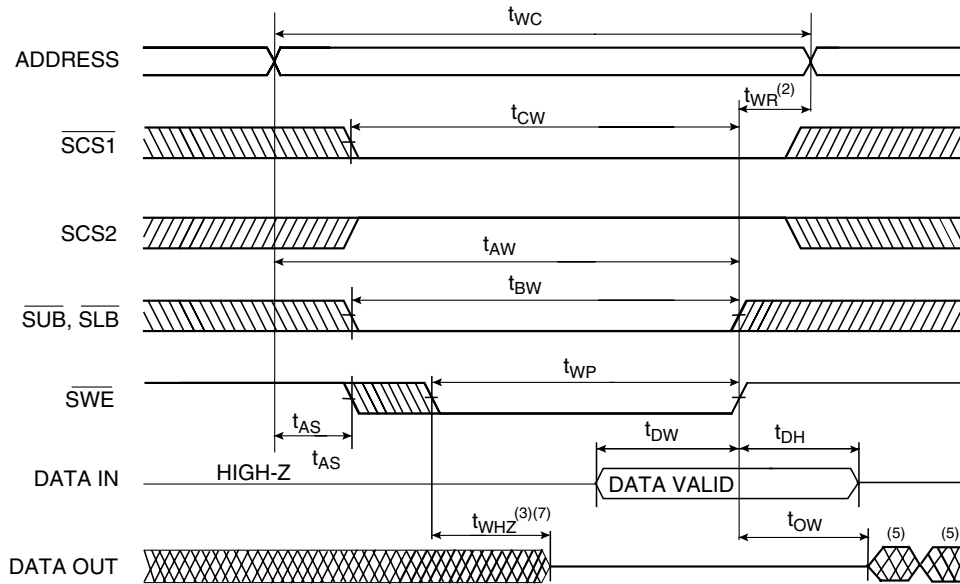 tWC
ADDRESS
tWR(2)
tCW
SCS1
SCS2
tAW
tBW
SUB, SLB
tWP
SWE
tAS
tAS
tDW
tDH
HIGH-Z
DATA IN
DATA VALID
tWHZ(3)(7)
tOW
(5)
(5)
DATA OUT